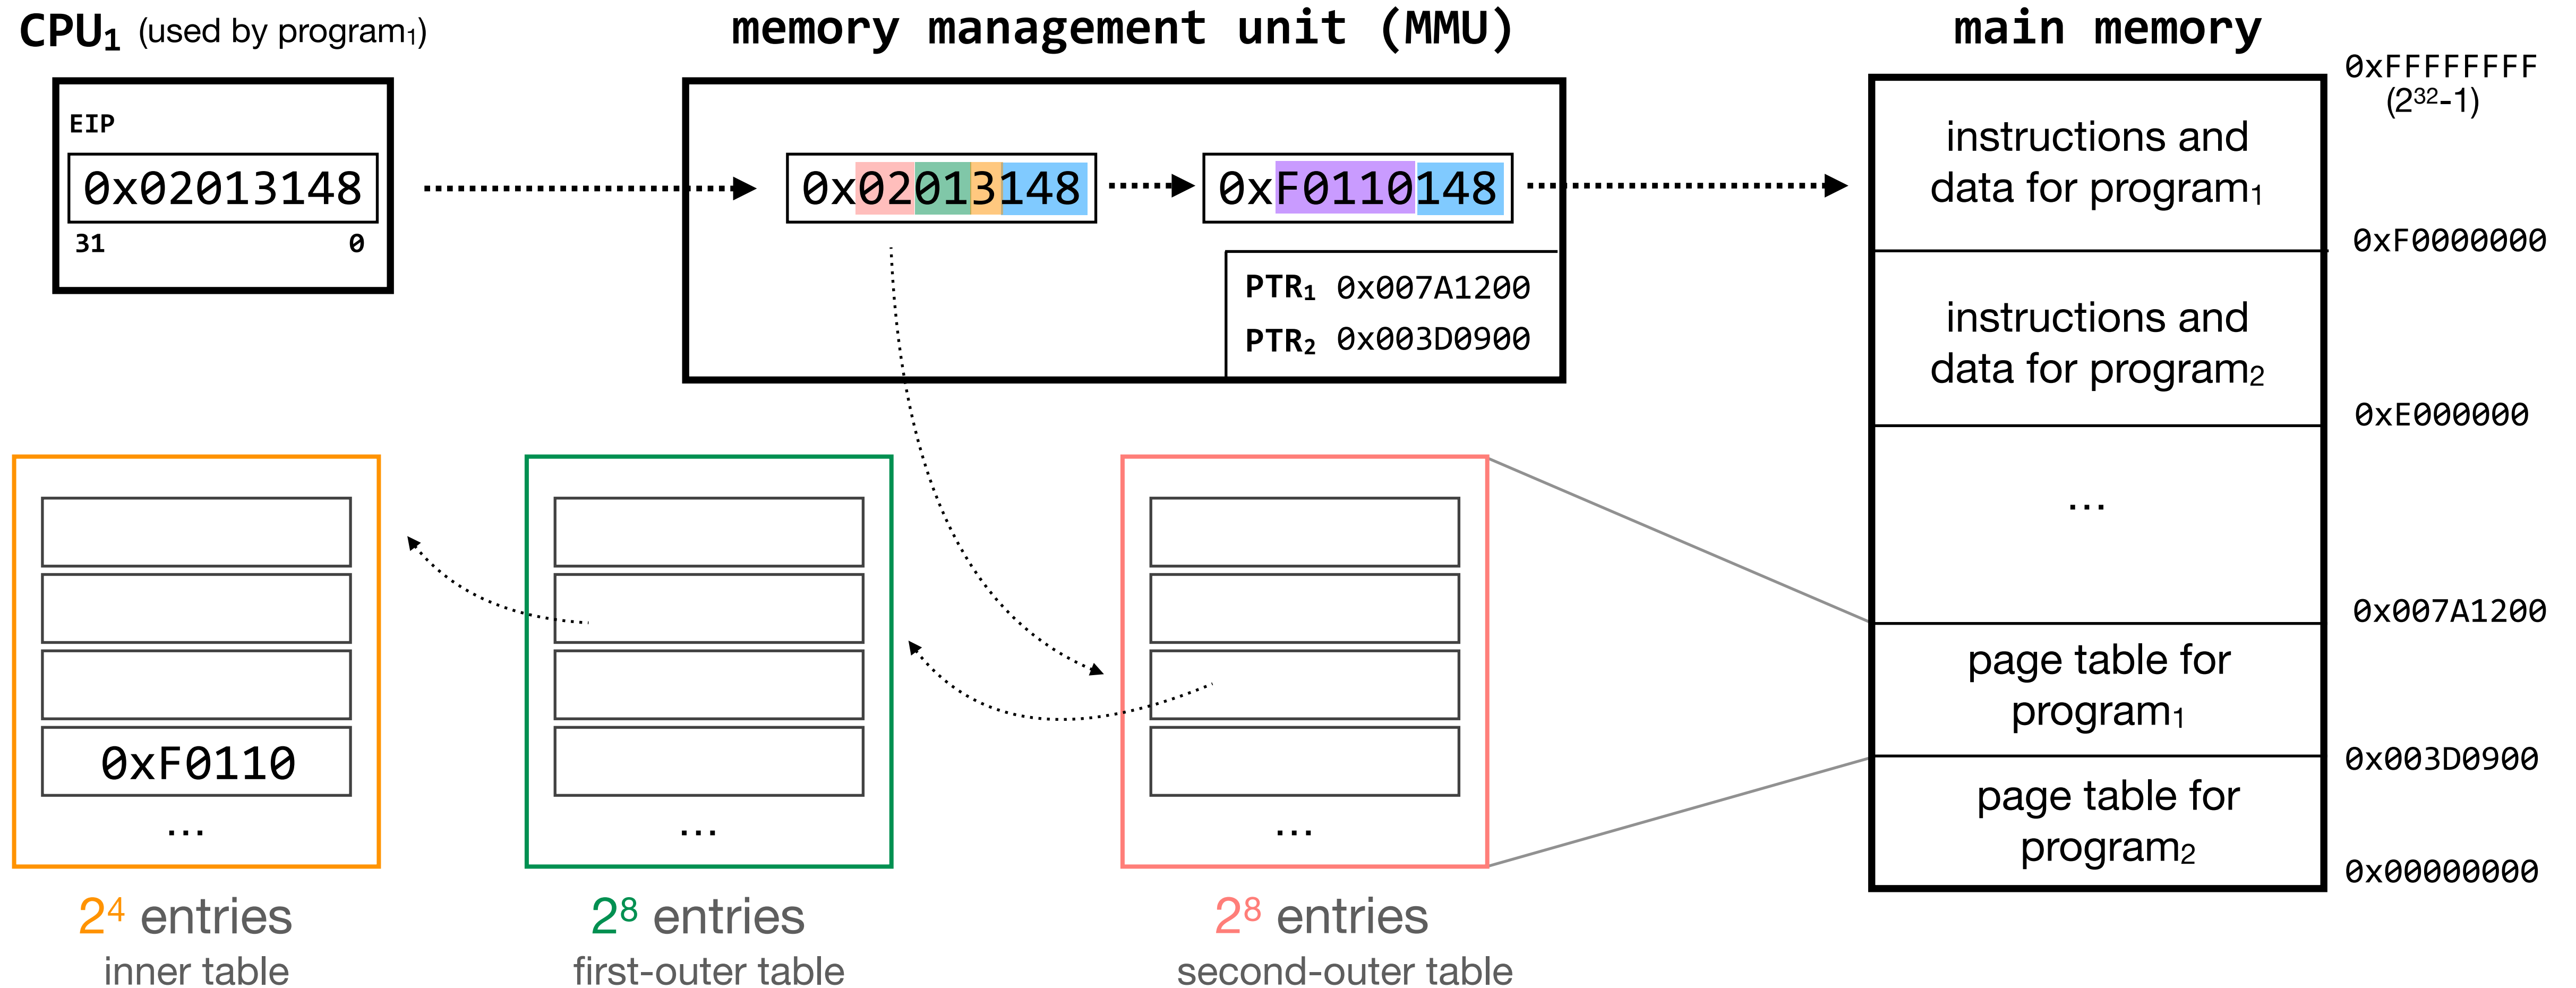 CPU₁ (used by program₁)
EIP
0x02013148
31 0
memory management unit (MMU)
0x02013148
0xF0110148
PTR₁ 0x007A1200
PTR₂ 0x003D0900
main memory
0xFFFFFFFF
(2³²-1)
instructions and
data for program₁
0xF0000000
instructions and
data for program₂
0xE000000
...
0x007A1200
page table for
program₁
0x003D0900
page table for
program₂
0x00000000
0xF0110
...
2⁴ entries
inner table
...
2⁸ entries
first-outer table
...
2⁸ entries
second-outer table